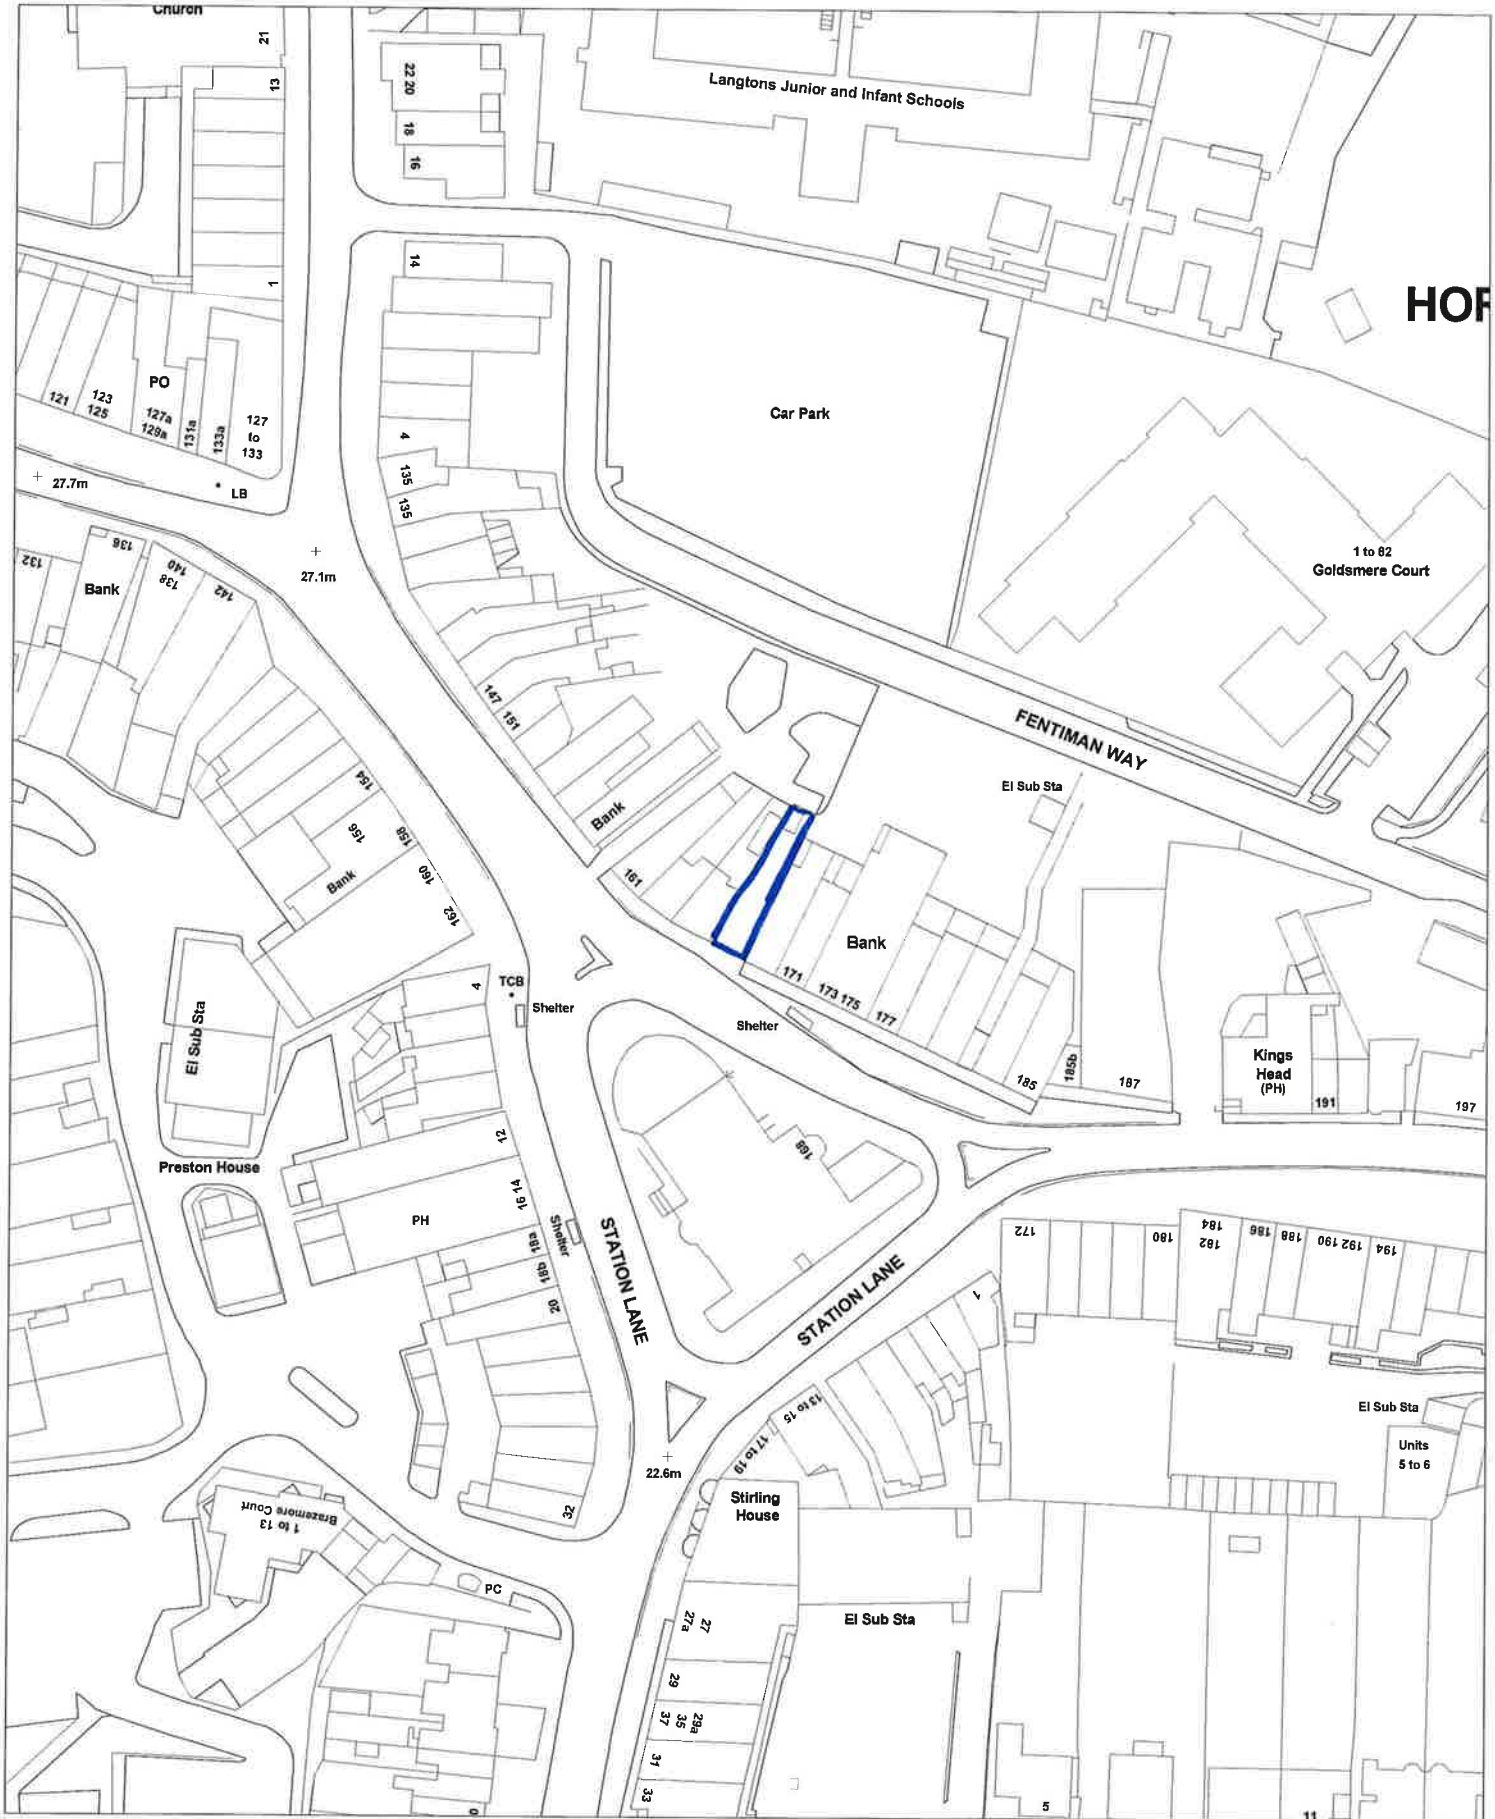 Church
21
13
22 20
18
16
Langtons Junior and Infant Schools
14
1
HOR
PO
121
123
125
127a
129a
131a
133a
127
to
133
4
135
135
Car Park
27.7m
LB
27.1m
1 to 82
Goldsmere Court
132
136
Bank
140
138
142
147
151
FENTIMAN WAY
El Sub Sta
154
156
158
160
162
Bank
Bank
161
171
173 175
177
Bank
185
185b
187
Kings
Head
(PH)
191
197
El Sub Sta
4
TCB
Shelter
Shelter
168
Preston House
12
16 14
PH
18a
18b
20
Shelter
STATION LANE
STATION LANE
172
180
184
182
186
188
190
192
194
1
13 to 15
17 to 19
El Sub Sta
Units
5 to 6
22.6m
Stirling
House
32
1 to 13
Brazemore Court
PC
27
27a
El Sub Sta
29
29a
35
37
31
33
5
11